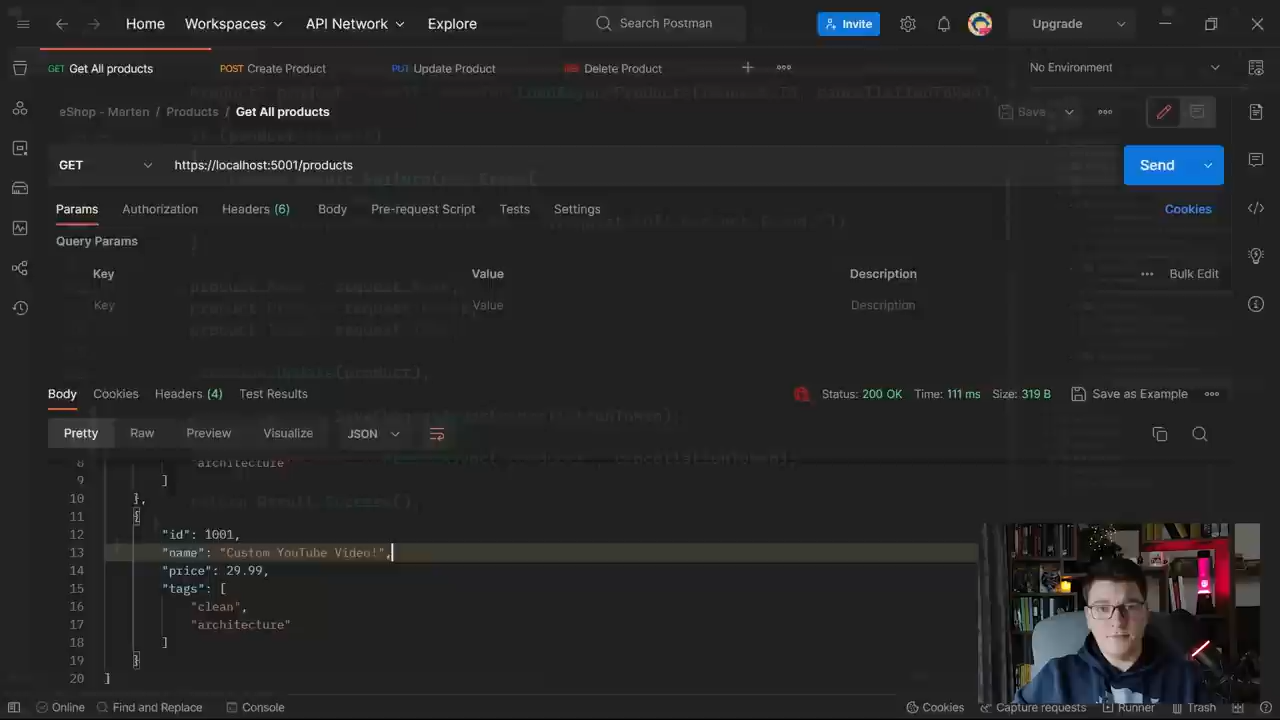 Home Workspaces API Network Explore Search Postman Invite Upgrade
GET Get All products POST Create Product PUT Update Product DEL Delete Product No Environment
eShop - Marten / Products / Get All products Save
GET https://localhost:5001/products Send
Params Authorization Headers (6) Body Pre-request Script Tests Settings Cookies
Query Params
Key Value Description Bulk Edit
Key Value Description
Body Cookies Headers (4) Test Results Status: 200 OK Time: 111 ms Size: 319 B Save as Example
Pretty Raw Preview Visualize JSON
8 "architecture"
9 ]
10 },
11 {
12 "id": 1001,
13 "name": "Custom YouTube Video!",
14 "price": 29.99,
15 "tags": [
16 "clean",
17 "architecture"
18 ]
19 }
20 ]
Online Find and Replace Console Cookies Capture requests Runner Trash